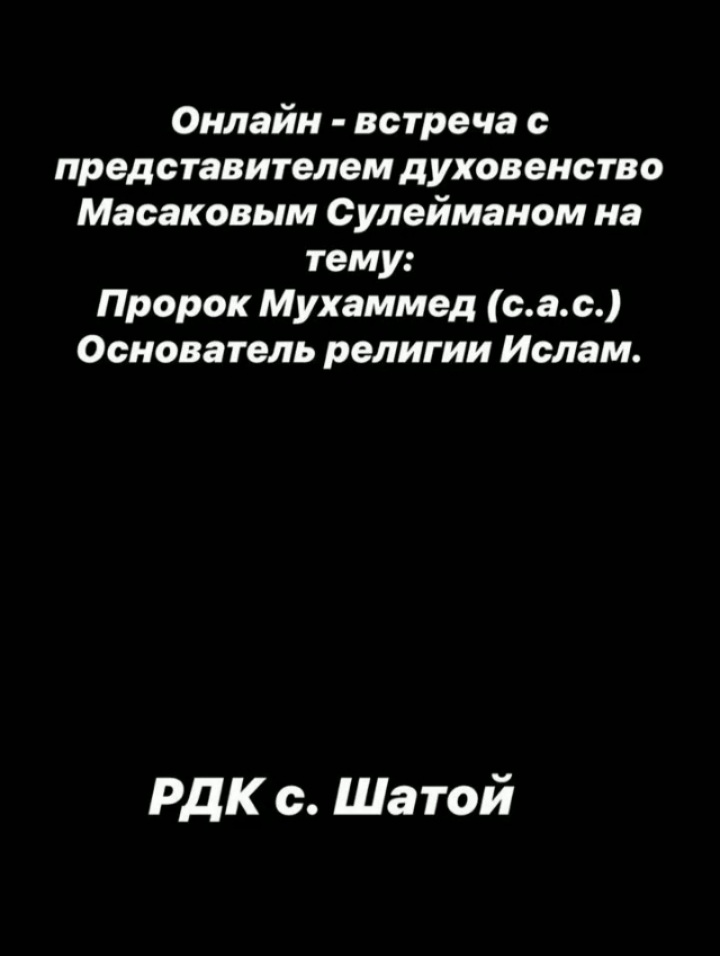 Онлайн - встреча с
представителем духовенство
Масаковым Сулейманом на
тему:
Пророк Мухаммед (с.а.с.)
Основатель религии Ислам.
РДК с. Шатой